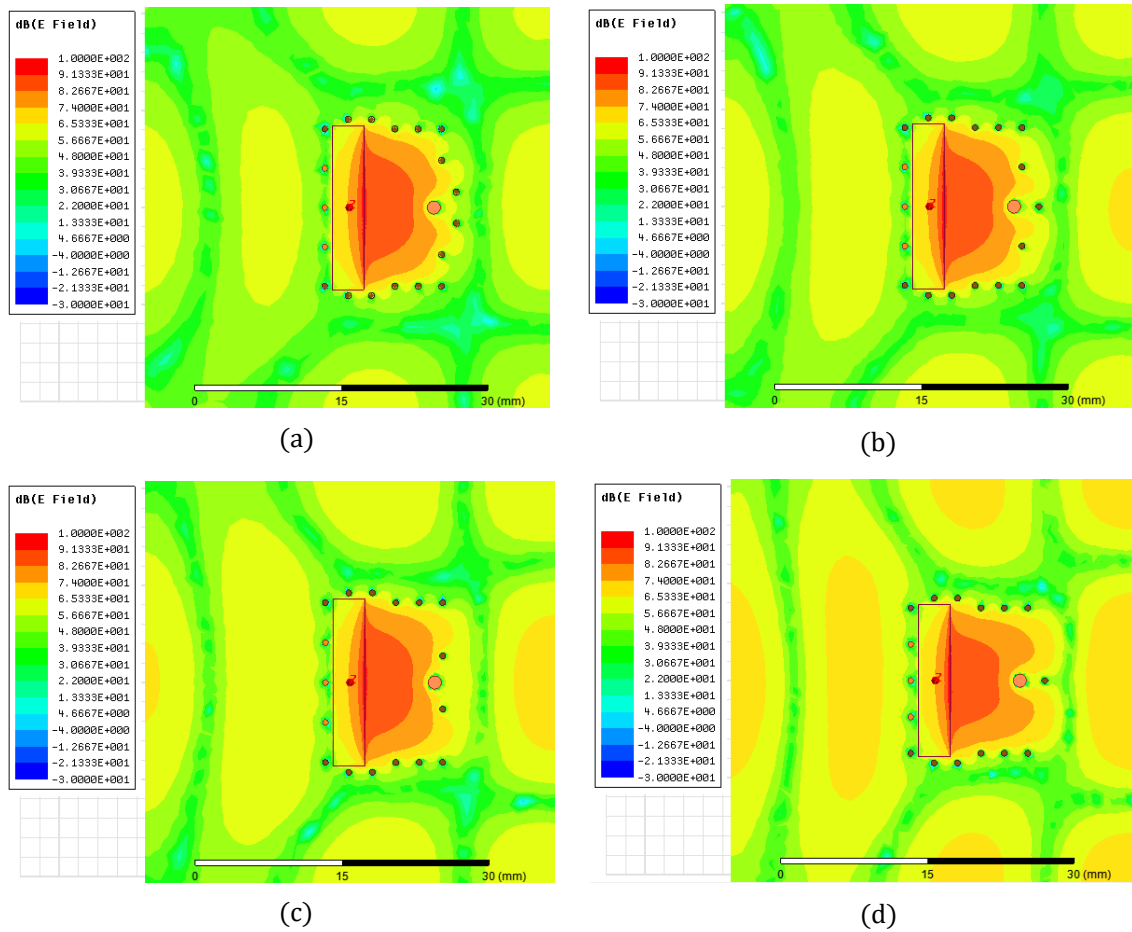 dB(E Field)
1.0000E+002
9.1333E+001
8.2667E+001
7.4000E+001
6.5333E+001
5.6667E+001
4.8000E+001
3.9333E+001
3.0667E+001
2.2000E+001
1.3333E+001
4.6667E+000
-4.0000E+000
-1.2667E+001
-2.1333E+001
-3.0000E+001
Z
0
15
30 (mm)
(a)
dB(E Field)
1.0000E+002
9.1333E+001
8.2667E+001
7.4000E+001
6.5333E+001
5.6667E+001
4.8000E+001
3.9333E+001
3.0667E+001
2.2000E+001
1.3333E+001
4.6667E+000
-4.0000E+000
-1.2667E+001
-2.1333E+001
-3.0000E+001
Z
0
15
30 (mm)
(b)
dB(E Field)
1.0000E+002
9.1333E+001
8.2667E+001
7.4000E+001
6.5333E+001
5.6667E+001
4.8000E+001
3.9333E+001
3.0667E+001
2.2000E+001
1.3333E+001
4.6667E+000
-4.0000E+000
-1.2667E+001
-2.1333E+001
-3.0000E+001
Z
0
15
30 (mm)
(c)
dB(E Field)
1.0000E+002
9.1333E+001
8.2667E+001
7.4000E+001
6.5333E+001
5.6667E+001
4.8000E+001
3.9333E+001
3.0667E+001
2.2000E+001
1.3333E+001
4.6667E+000
-4.0000E+000
-1.2667E+001
-2.1333E+001
-3.0000E+001
Z
0
15
30 (mm)
(d)